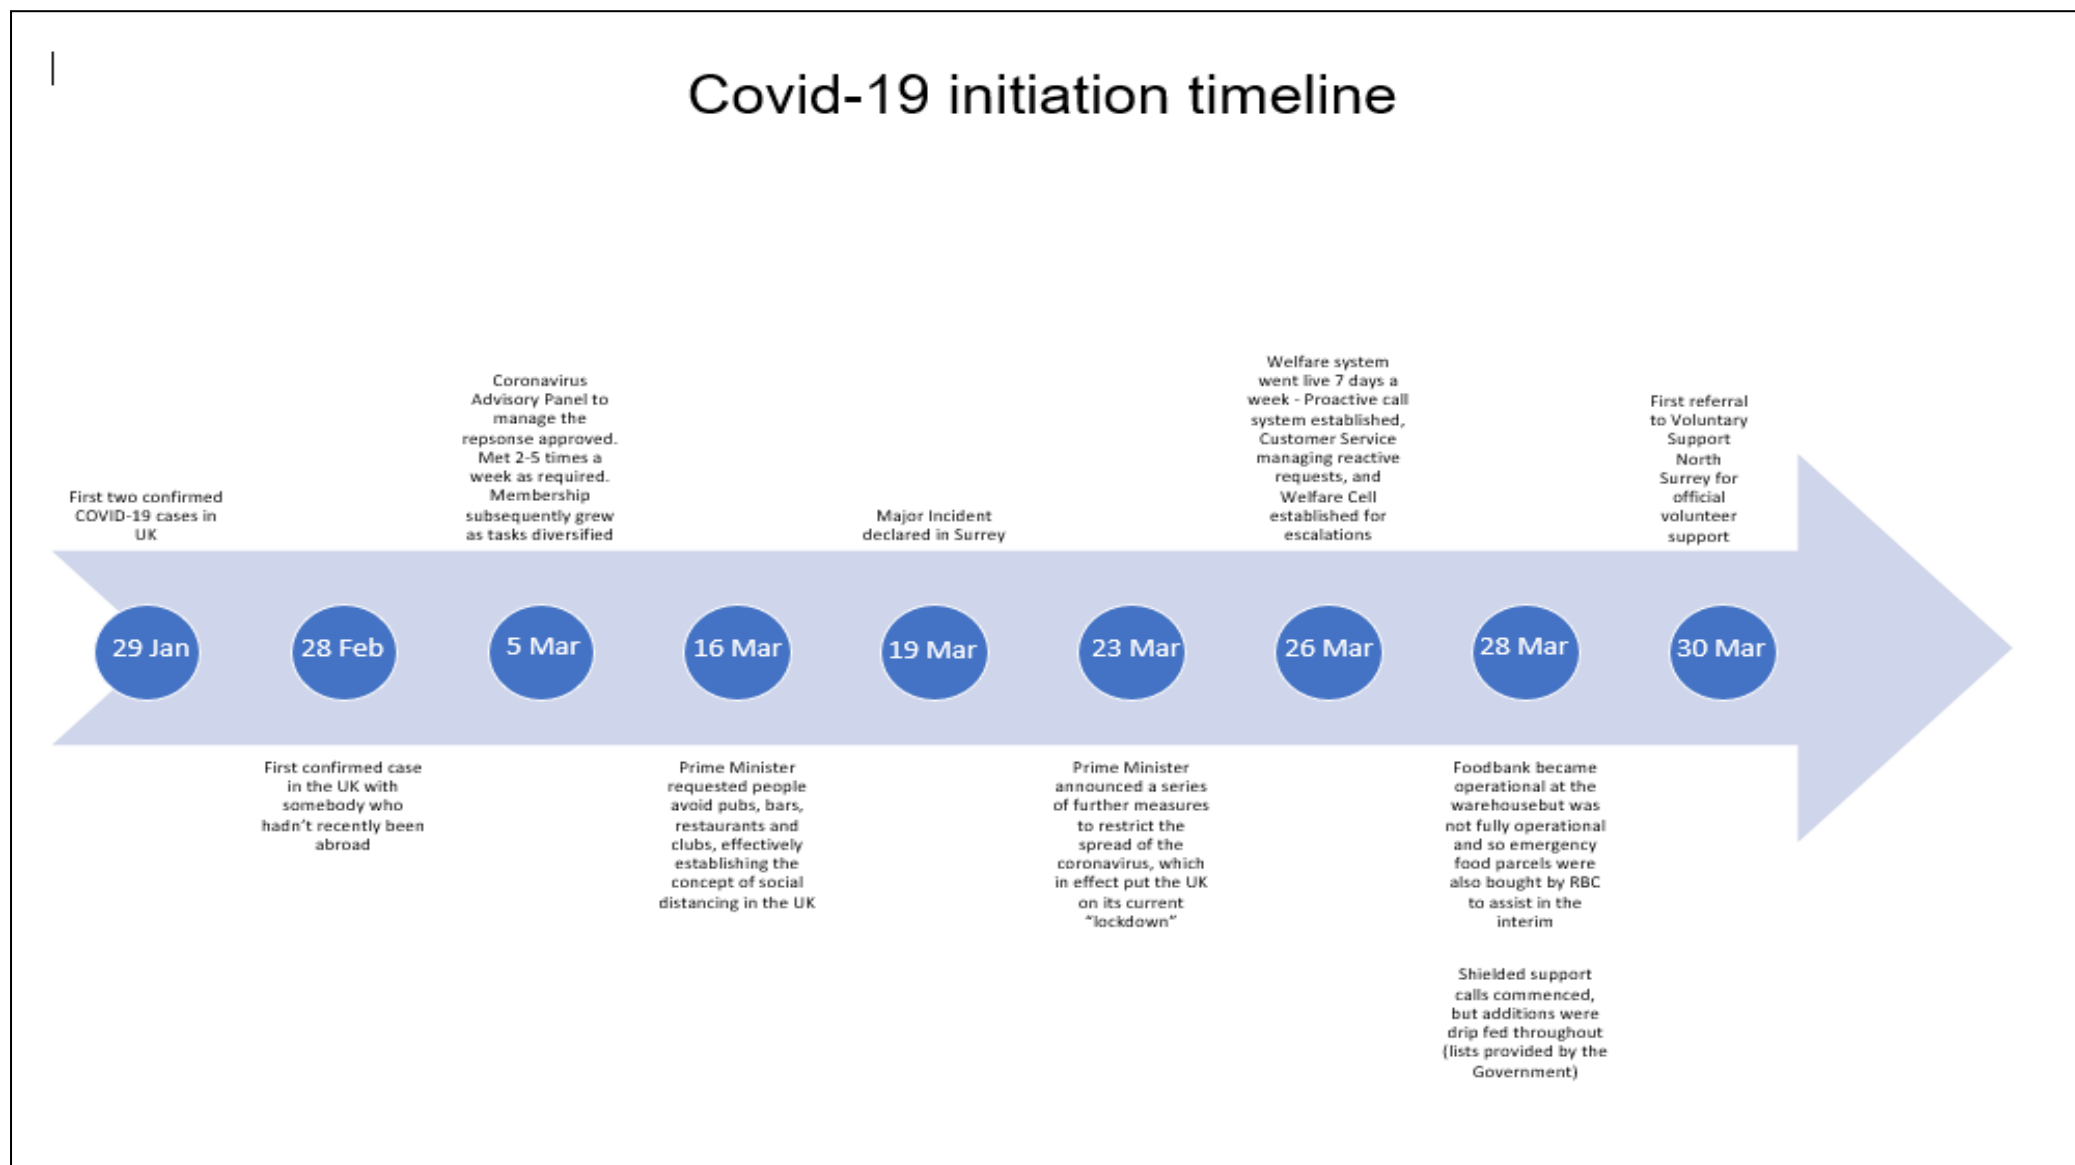 Covid-19 initiation timeline
First two confirmed
COVID-19 cases in
UK
29 Jan
28 Feb
First confirmed case
in the UK with
somebody who
hadn't recently been
abroad
Coronavirus
Advisory Panel to
manage the
repsonse approved.
Met 2-5 times a
week as required.
Membership
subsequently grew
as tasks diversified
5 Mar
16 Mar
Prime Minister
requested people
avoid pubs, bars,
restaurants and
clubs, effectively
establishing the
concept of social
distancing in the UK
Major Incident
declared in Surrey
19 Mar
23 Mar
Prime Minister
announced a series
of further measures
to restrict the
spread of the
coronavirus, which
in effect put the UK
on its current
“lockdown”
Welfare system
went live 7 days a
week - Proactive call
system established,
Customer Service
managing reactive
requests, and
Welfare Cell
established for
escalations
26 Mar
28 Mar
Foodbank became
operational at the
warehousebut was
not fully operational
and so emergency
food parcels were
also bought by RBC
to assist in the
interim
Shielded support
calls commenced,
but additions were
drip fed throughout
(lists provided by the
Government)
First referral
to Voluntary
Support
North
Surrey for
official
volunteer
support
30 Mar